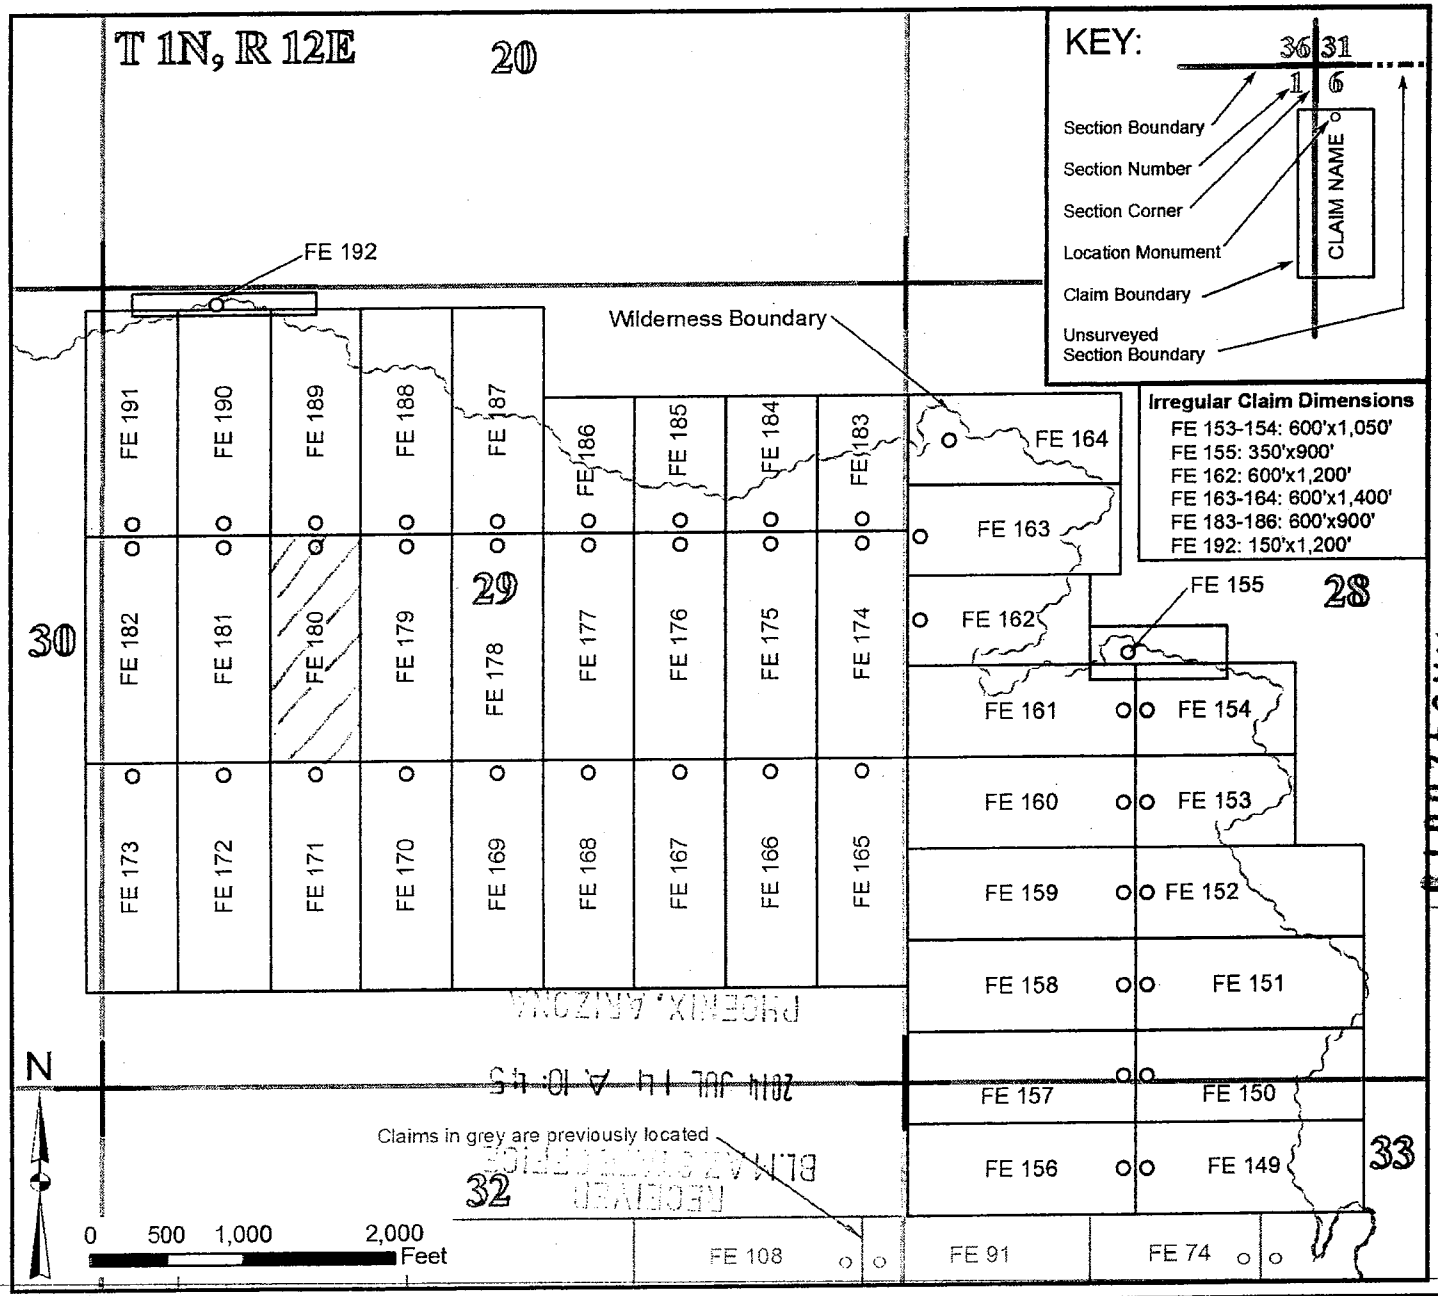 T 1N, R 12E
20
KEY:
36 31
1 6
Section Boundary
Section Number
Section Corner
Location Monument
Claim Boundary
Unsurveyed
Section Boundary
CLAIM NAME
FE 192
Wilderness Boundary
Irregular Claim Dimensions
FE 153-154: 600'x1,050'
FE 155: 350'x900'
FE 162: 600'x1,200'
FE 163-164: 600'x1,400'
FE 183-186: 600'x900'
FE 192: 150'x1,200'
FE 191
FE 190
FE 189
FE 188
FE 187
FE 186
FE 185
FE 184
FE 183
FE 164
FE 163
FE 162
FE 155
28
29
30
FE 182
FE 181
FE 180
FE 179
FE 178
FE 177
FE 176
FE 175
FE 174
FE 161
FE 154
FE 160
FE 153
FE 173
FE 172
FE 171
FE 170
FE 169
FE 168
FE 167
FE 166
FE 165
FE 159
FE 152
FE 158
FE 151
PHOENIX, ARIZONA
2014 JUL 14 A 10:45
RECEIVED
N
FE 157
FE 150
Claims in grey are previously located
32
FE 156
FE 149
33
0 500 1,000 2,000
Feet
FE 108
FE 91
FE 74